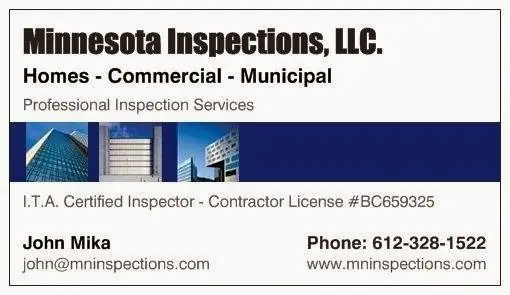 Minnesota Inspections, LLC.
Homes - Commercial - Municipal
Professional Inspection Services
I.T.A. Certified Inspector - Contractor License #BC659325
John Mika
Phone: 612-328-1522
john@mninspections.com
www.mninspections.com